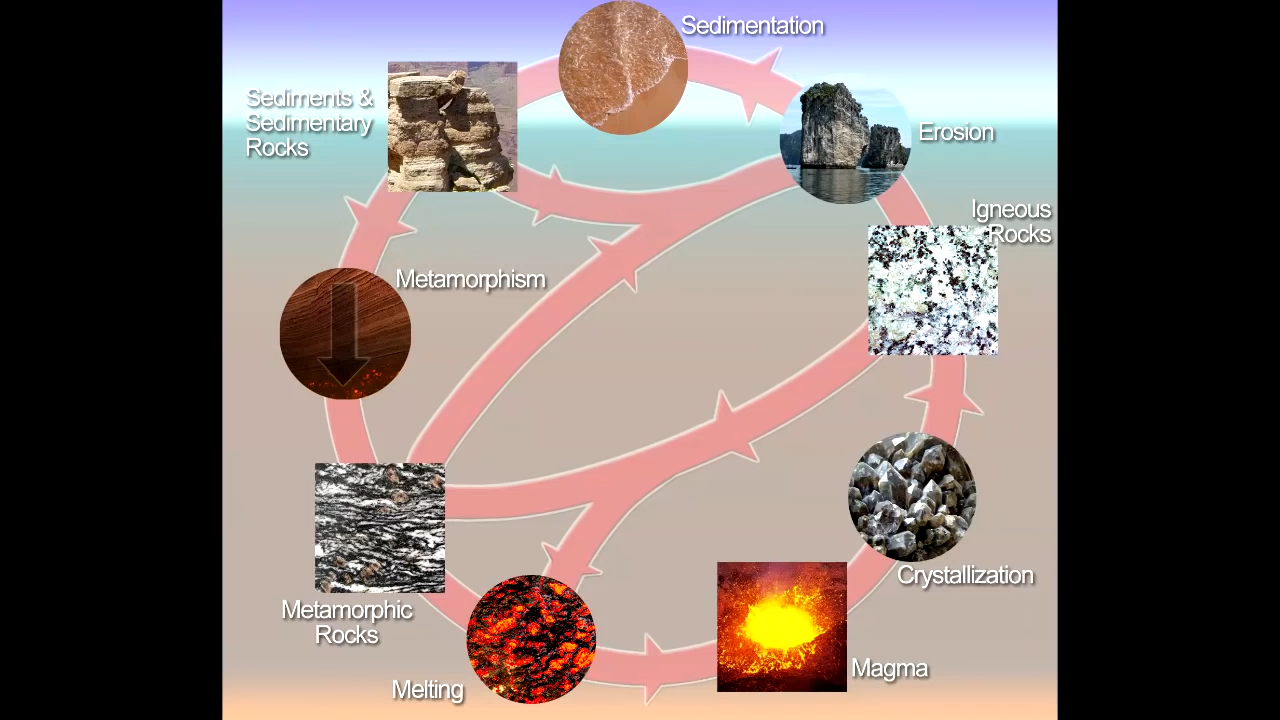 Sedimentation
Sediments &
Sedimentary
Rocks
Erosion
Igneous
Rocks
Metamorphism
Crystallization
Metamorphic
Rocks
Magma
Melting